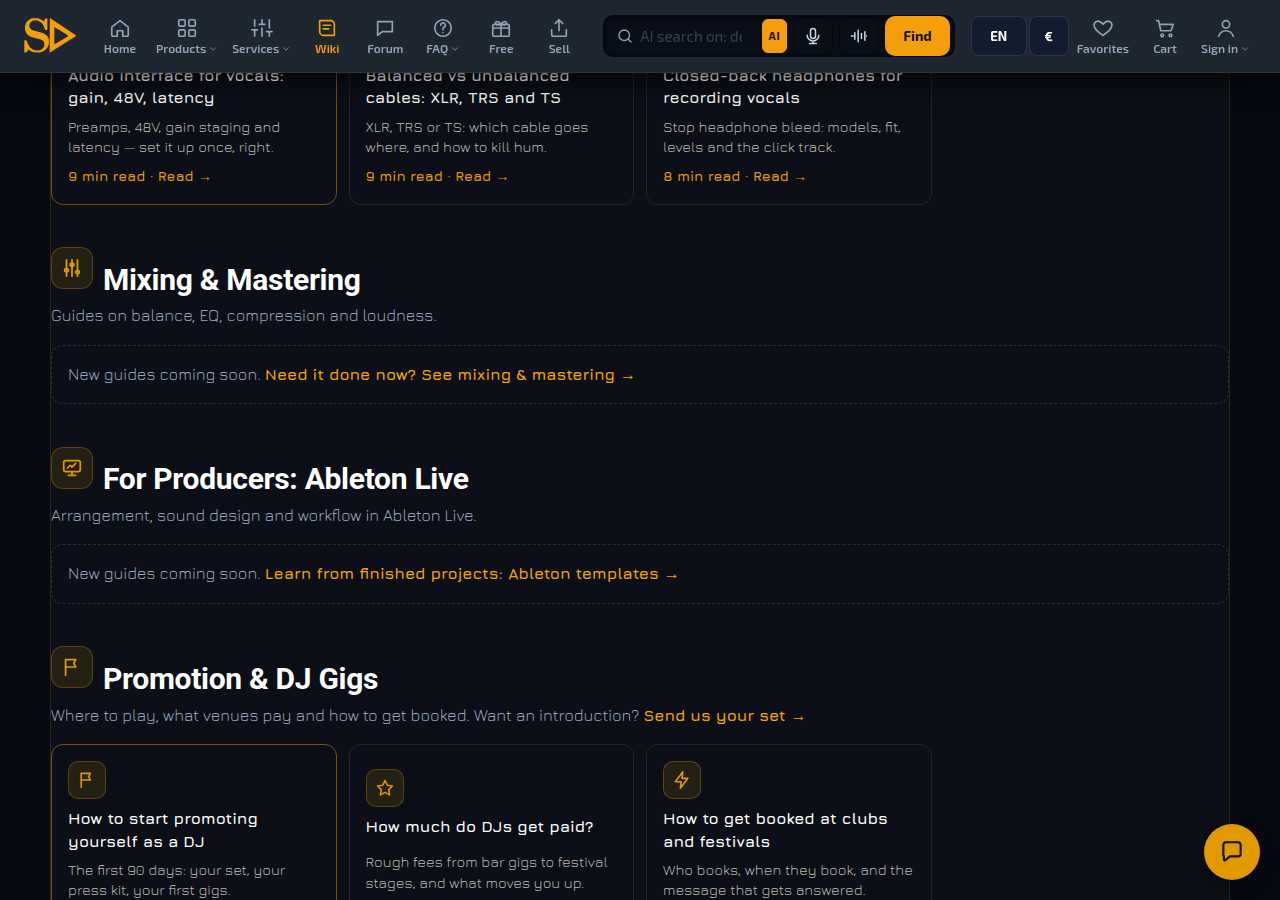 Home
Products
Services
Wiki
Forum
FAQ
Free
Sell
AI search on: d
AI
Find
EN
€
Favorites
Cart
Sign in
Audio interface for vocals:
gain, 48V, latency
Preamps, 48V, gain staging and
latency — set it up once, right.
9 min read · Read →
Balanced vs unbalanced
cables: XLR, TRS and TS
XLR, TRS or TS: which cable goes
where, and how to kill hum.
9 min read · Read →
Closed-back headphones for
recording vocals
Stop headphone bleed: models, fit,
levels and the click track.
8 min read · Read →
Mixing & Mastering
Guides on balance, EQ, compression and loudness.
New guides coming soon. Need it done now? See mixing & mastering →
For Producers: Ableton Live
Arrangement, sound design and workflow in Ableton Live.
New guides coming soon. Learn from finished projects: Ableton templates →
Promotion & DJ Gigs
Where to play, what venues pay and how to get booked. Want an introduction? Send us your set →
How to start promoting
yourself as a DJ
The first 90 days: your set, your
press kit, your first gigs.
How much do DJs get paid?
Rough fees from bar gigs to festival
stages, and what moves you up.
How to get booked at clubs
and festivals
Who books, when they book, and the
message that gets answered.